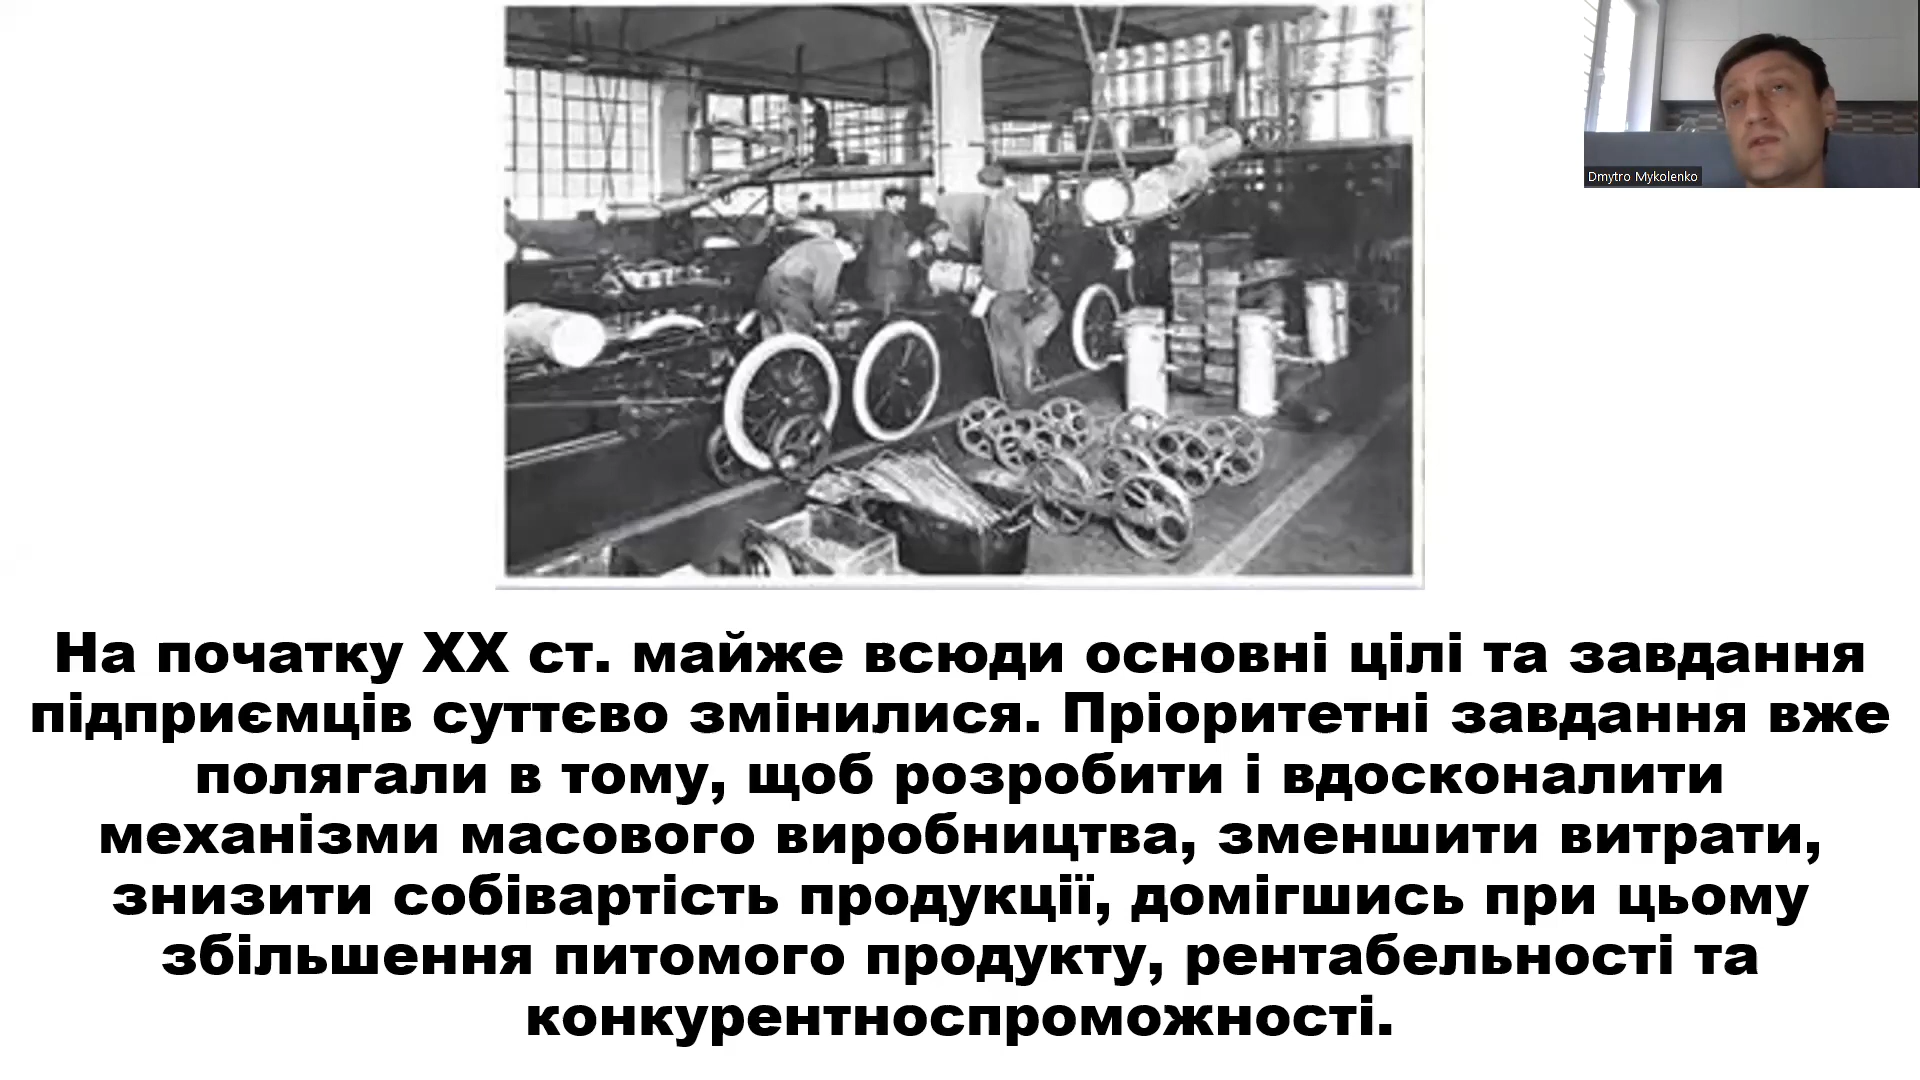 Dmytro Mykolenko
На початку ХХ ст. майже всюди основні цілі та завдання
підприємців суттєво змінилися. Пріоритетні завдання вже
полягали в тому, щоб розробити і вдосконалити
механізми масового виробництва, зменшити витрати,
знизити собівартість продукції, домігшись при цьому
збільшення питомого продукту, рентабельності та
конкурентноспроможності.